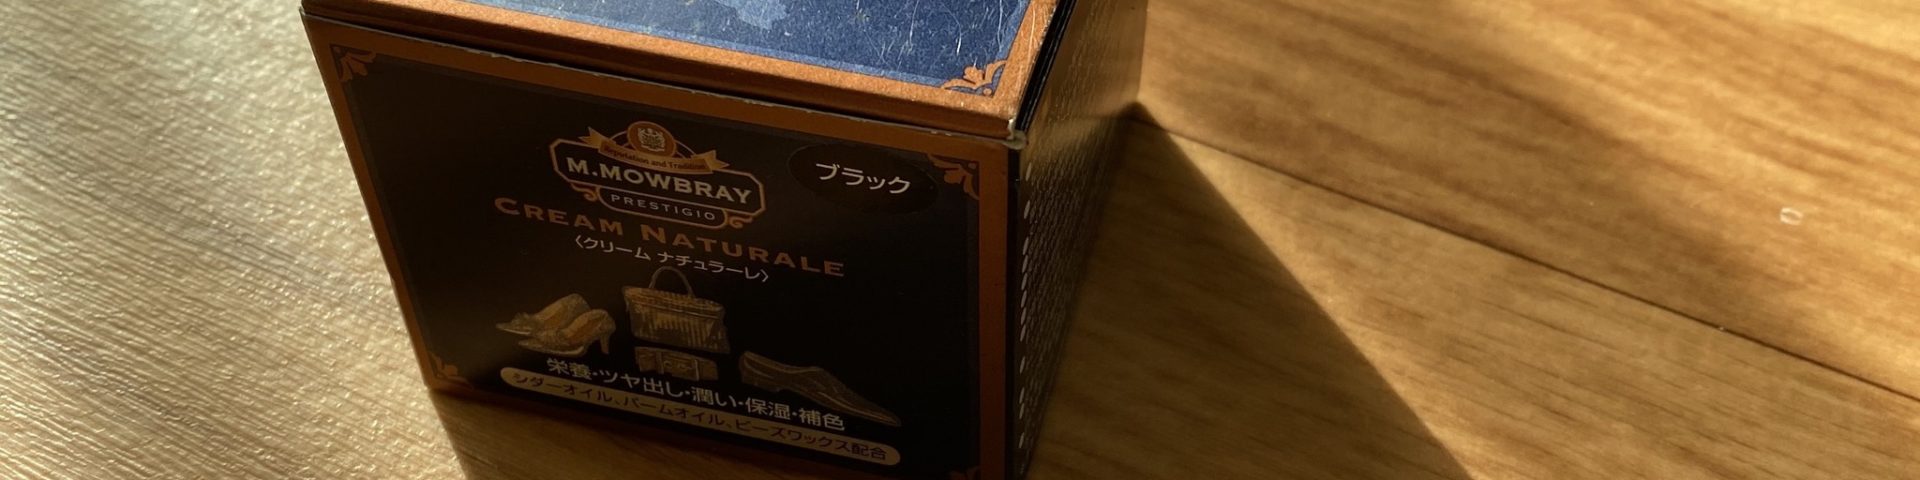 Reputation and Tradition
M.MOWBRAY
PRESTIGIO
ブラック
CREAM NATURALE
〈クリーム ナチュラーレ〉
栄養・ツヤ出し・潤い・保湿・補色
シダーオイル、パームオイル、ビーズワックス配合